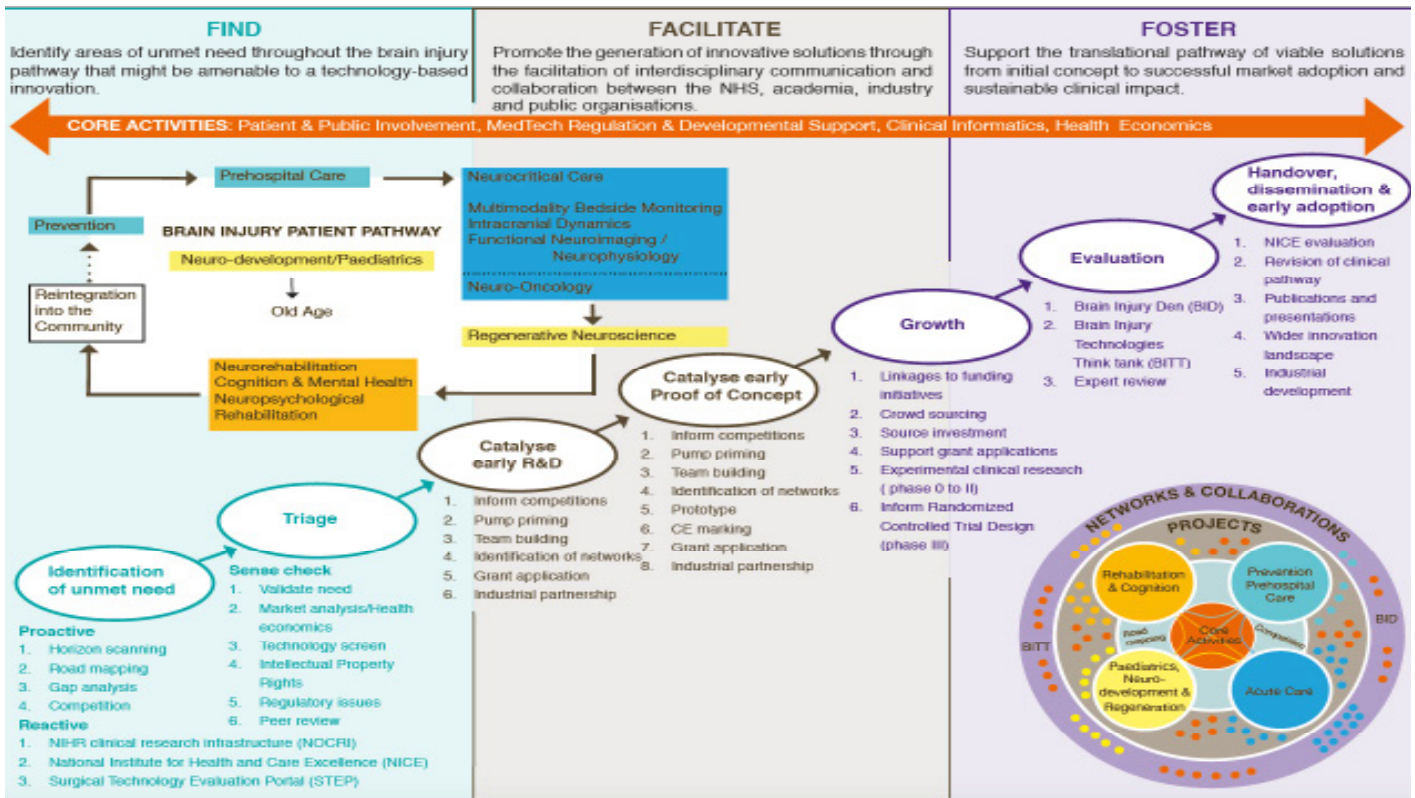 FIND
Identify areas of unmet need throughout the brain injury
pathway that might be amenable to a technology-based
innovation.
FACILITATE
Promote the generation of innovative solutions through
the facilitation of interdisciplinary communication and
collaboration between the NHS, academia, industry
and public organisations.
FOSTER
Support the translational pathway of viable solutions
from initial concept to successful market adoption and
sustainable clinical impact.
CORE ACTIVITIES: Patient & Public Involvement, MedTech Regulation & Developmental Support, Clinical Informatics, Health Economics
Prehospital Care
Prevention
BRAIN INJURY PATIENT PATHWAY
Neuro-development/Paediatrics
Old Age
Reintegration
into the
Community
Neurocritical Care
Multimodality Bedside Monitoring
Intracranial Dynamics
Functional Neuroimaging /
Neurophysiology
Neuro-Oncology
Regenerative Neuroscience
Neurorehabilitation
Cognition & Mental Health
Neuropsychological
Rehabilitation
Identification
of unmet need
Proactive
1. Horizon scanning
2. Road mapping
3. Gap analysis
4. Competition
Reactive
1. NIHR clinical research infrastructure (NOCRI)
2. National Institute for Health and Care Excellence (NICE)
3. Surgical Technology Evaluation Portal (STEP)
Triage
Sense check
1. Validate need
2. Market analysis/Health
economics
3. Technology screen
4. Intellectual Property
Rights
5. Regulatory issues
6. Peer review
Catalyse
early R&D
1. Inform competitions
2. Pump priming
3. Team building
4. Identification of networks
5. Grant application
6. Industrial partnership
Catalyse early
Proof of Concept
1. Inform competitions
2. Pump priming
3. Team building
4. Identification of networks
5. Prototype
6. CE marking
7. Grant application
8. Industrial partnership
Growth
1. Linkages to funding
initiatives
2. Crowd sourcing
3. Source investment
4. Support grant applications
5. Experimental clinical research
( phase 0 to II)
6. Inform Randomized
Controlled Trial Design
(phase III)
Evaluation
1. Brain Injury Den (BID)
2. Brain Injury
Technologies
Think tank (BITT)
3. Expert review
Handover,
dissemination &
early adoption
1. NICE evaluation
2. Revision of clinical
pathway
3. Publications and
presentations
4. Wider innovation
landscape
5. Industrial
development
NETWORKS & COLLABORATIONS
PROJECTS
Rehabilitation
& Cognition
Prevention
Prehospital
Care
Road
mapping
Core
Activities
BITT
BID
Paediatrics,
Neuro-
development &
Regeneration
Acute Care